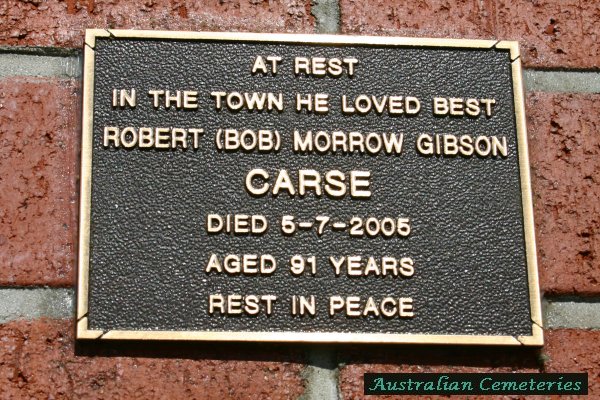 AT REST
IN THE TOWN HE LOVED BEST
ROBERT (BOB) MORROW GIBSON
CARSE
DIED 5-7-2005
AGED 91 YEARS
REST IN PEACE
Australian Cemeteries